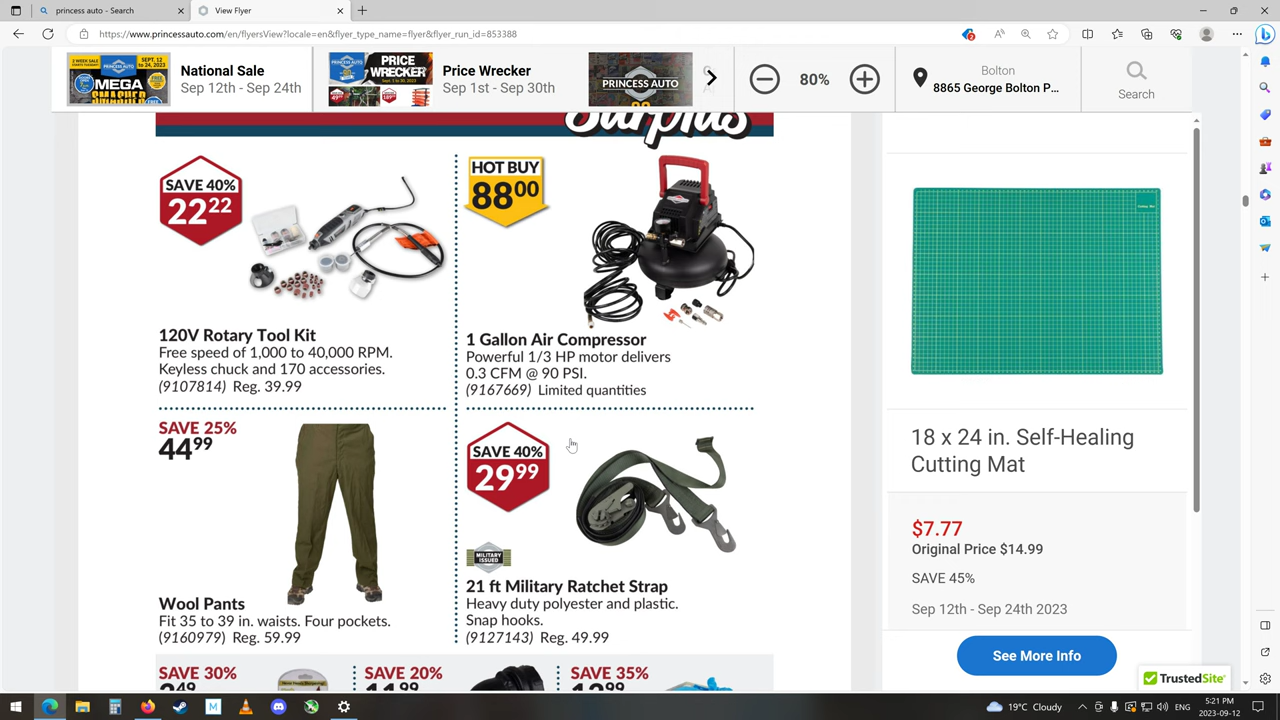 princess auto - Search
View Flyer
https://www.princessauto.com/en/flyersView?locale=en&flyer_type_name=flyer&flyer_run_id=853388
National Sale
Sep 12th - Sep 24th
PRICE WRECKER
Price Wrecker
Sep 1st - Sep 30th
PRINCESS AUTO
80%
Bolton
8865 George Bolton P...
Search
Surplus
SAVE 40%
22 22
HOT BUY
88 00
120V Rotary Tool Kit
Free speed of 1,000 to 40,000 RPM.
Keyless chuck and 170 accessories.
(9107814) Reg. 39.99
1 Gallon Air Compressor
Powerful 1/3 HP motor delivers
0.3 CFM @ 90 PSI.
(9167669) Limited quantities
SAVE 25%
44 99
SAVE 40%
29 99
MILITARY ISSUED
Wool Pants
Fit 35 to 39 in. waists. Four pockets.
(9160979) Reg. 59.99
21 ft Military Ratchet Strap
Heavy duty polyester and plastic.
Snap hooks.
(9127143) Reg. 49.99
SAVE 30%
SAVE 20%
SAVE 35%
18 x 24 in. Self-Healing
Cutting Mat
$7.77
Original Price $14.99
SAVE 45%
Sep 12th - Sep 24th 2023
See More Info
TrustedSite
19°C Cloudy
ENG
5:21 PM
2023-09-12